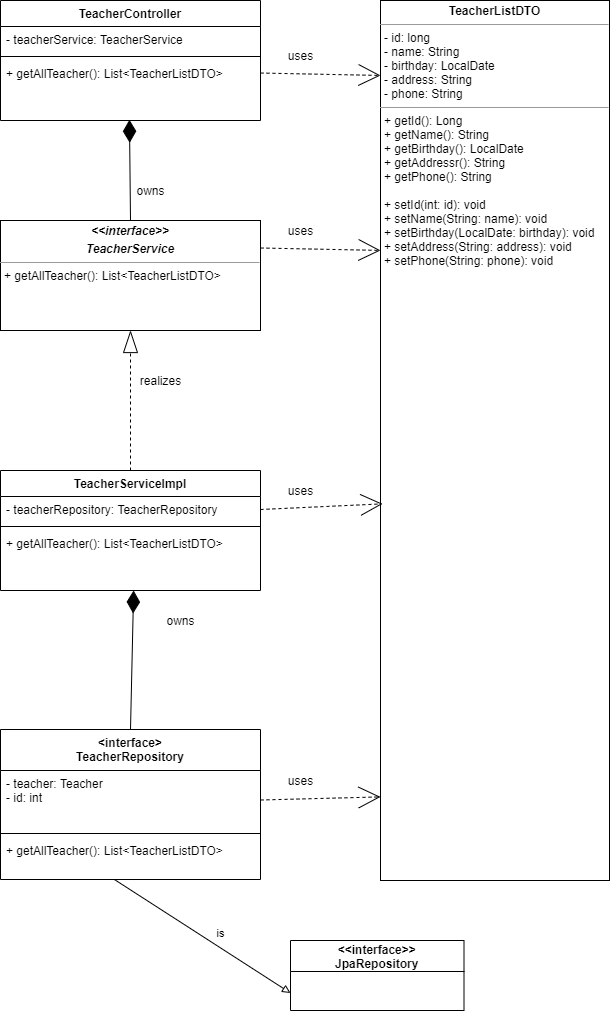 TeacherController
- teacherService: TeacherService
+ getAllTeacher(): List<TeacherListDTO>
uses
owns
<<interface>>
TeacherService
+ getAllTeacher(): List<TeacherListDTO>
uses
realizes
TeacherServiceImpl
- teacherRepository: TeacherRepository
+ getAllTeacher(): List<TeacherListDTO>
uses
owns
<interface>
TeacherRepository
- teacher: Teacher
- id: int
+ getAllTeacher(): List<TeacherListDTO>
uses
is
<<interface>>
JpaRepository
TeacherListDTO
- id: long
- name: String
- birthday: LocalDate
- address: String
- phone: String
+ getId(): Long
+ getName(): String
+ getBirthday(): LocalDate
+ getAddressr(): String
+ getPhone(): String
+ setId(int: id): void
+ setName(String: name): void
+ setBirthday(LocalDate: birthday): void
+ setAddress(String: address): void
+ setPhone(String: phone): void